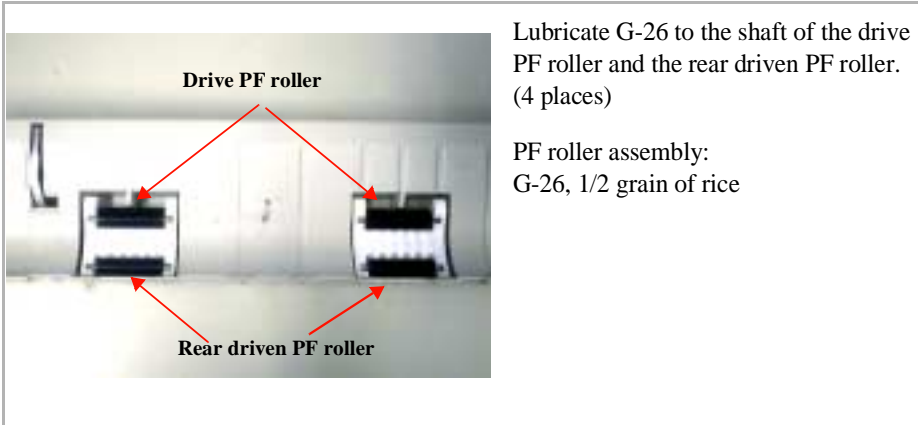 Lubricate G-26 to the shaft of the drive
PF roller and the rear driven PF roller.
(4 places)
PF roller assembly:
G-26, 1/2 grain of rice
Drive PF roller
Rear driven PF roller